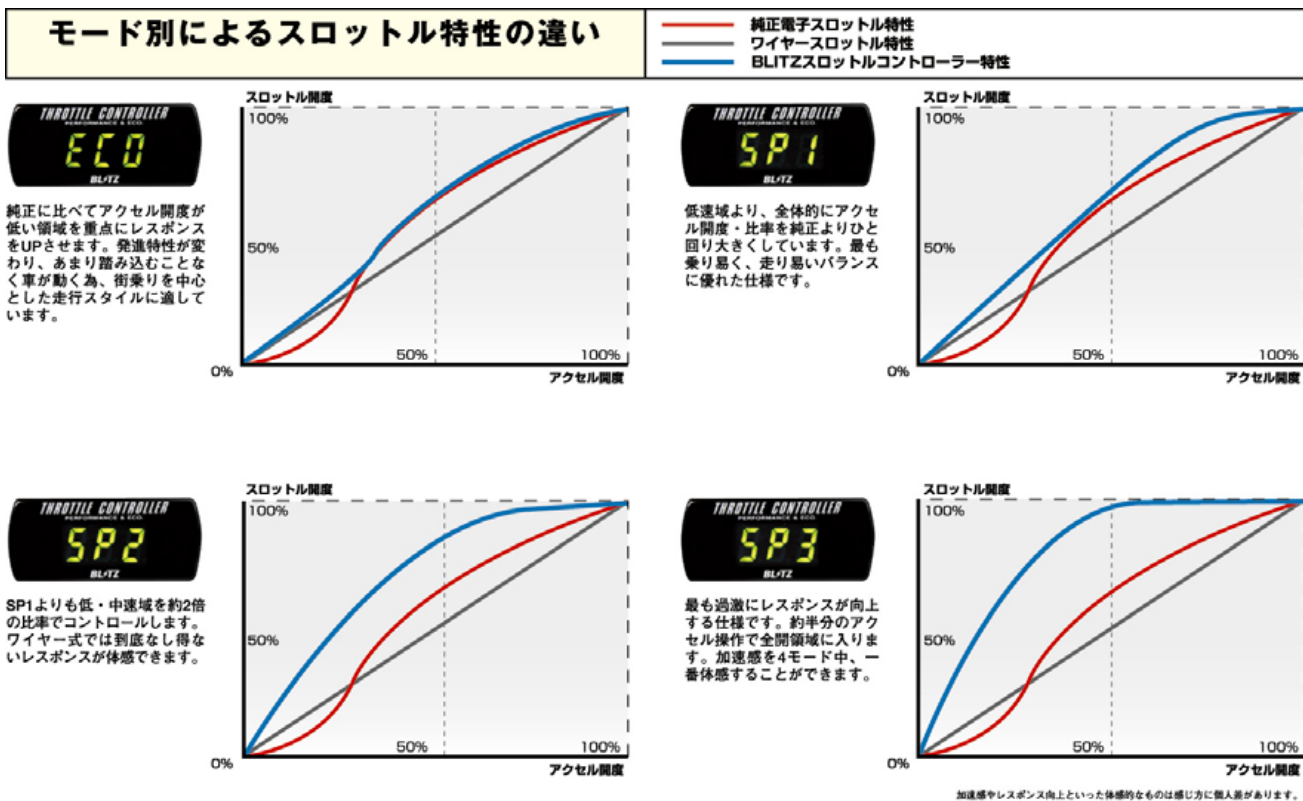 モード別によるスロットル特性の違い
純正電子スロットル特性
ワイヤースロットル特性
BLITZスロットルコントローラー特性
THROTTLE CONTROLLER
PERFORMANCE & ECO.
ECO
BLITZ
純正に比べてアクセル開度が
低い領域を重点にレスポンス
をUPさせます。発進特性が変
わり、あまり踏み込むことな
く車が動く為、街乗りを中心
とした走行スタイルに適して
います。
スロットル開度
100%
50%
0%
50%
100%
アクセル開度
THROTTLE CONTROLLER
PERFORMANCE & ECO.
SP1
BLITZ
低速域より、全体的にアクセ
ル開度・比率を純正よりひと
回り大きくしています。最も
乗り易く、走り易いバランス
に優れた仕様です。
スロットル開度
100%
50%
0%
50%
100%
アクセル開度
THROTTLE CONTROLLER
PERFORMANCE & ECO.
SP2
BLITZ
SP1よりも低・中速域を約2倍
の比率でコントロールします。
ワイヤー式では到底なし得な
いレスポンスが体感できます。
スロットル開度
100%
50%
0%
50%
100%
アクセル開度
THROTTLE CONTROLLER
PERFORMANCE & ECO.
SP3
BLITZ
最も過激にレスポンスが向上
する仕様です。約半分のアク
セル操作で全開領域に入りま
す。加速感を4モード中、一
番体感することができます。
スロットル開度
100%
50%
0%
50%
100%
アクセル開度
加速感やレスポンス向上といった体感的なものは感じ方に個人差があります。